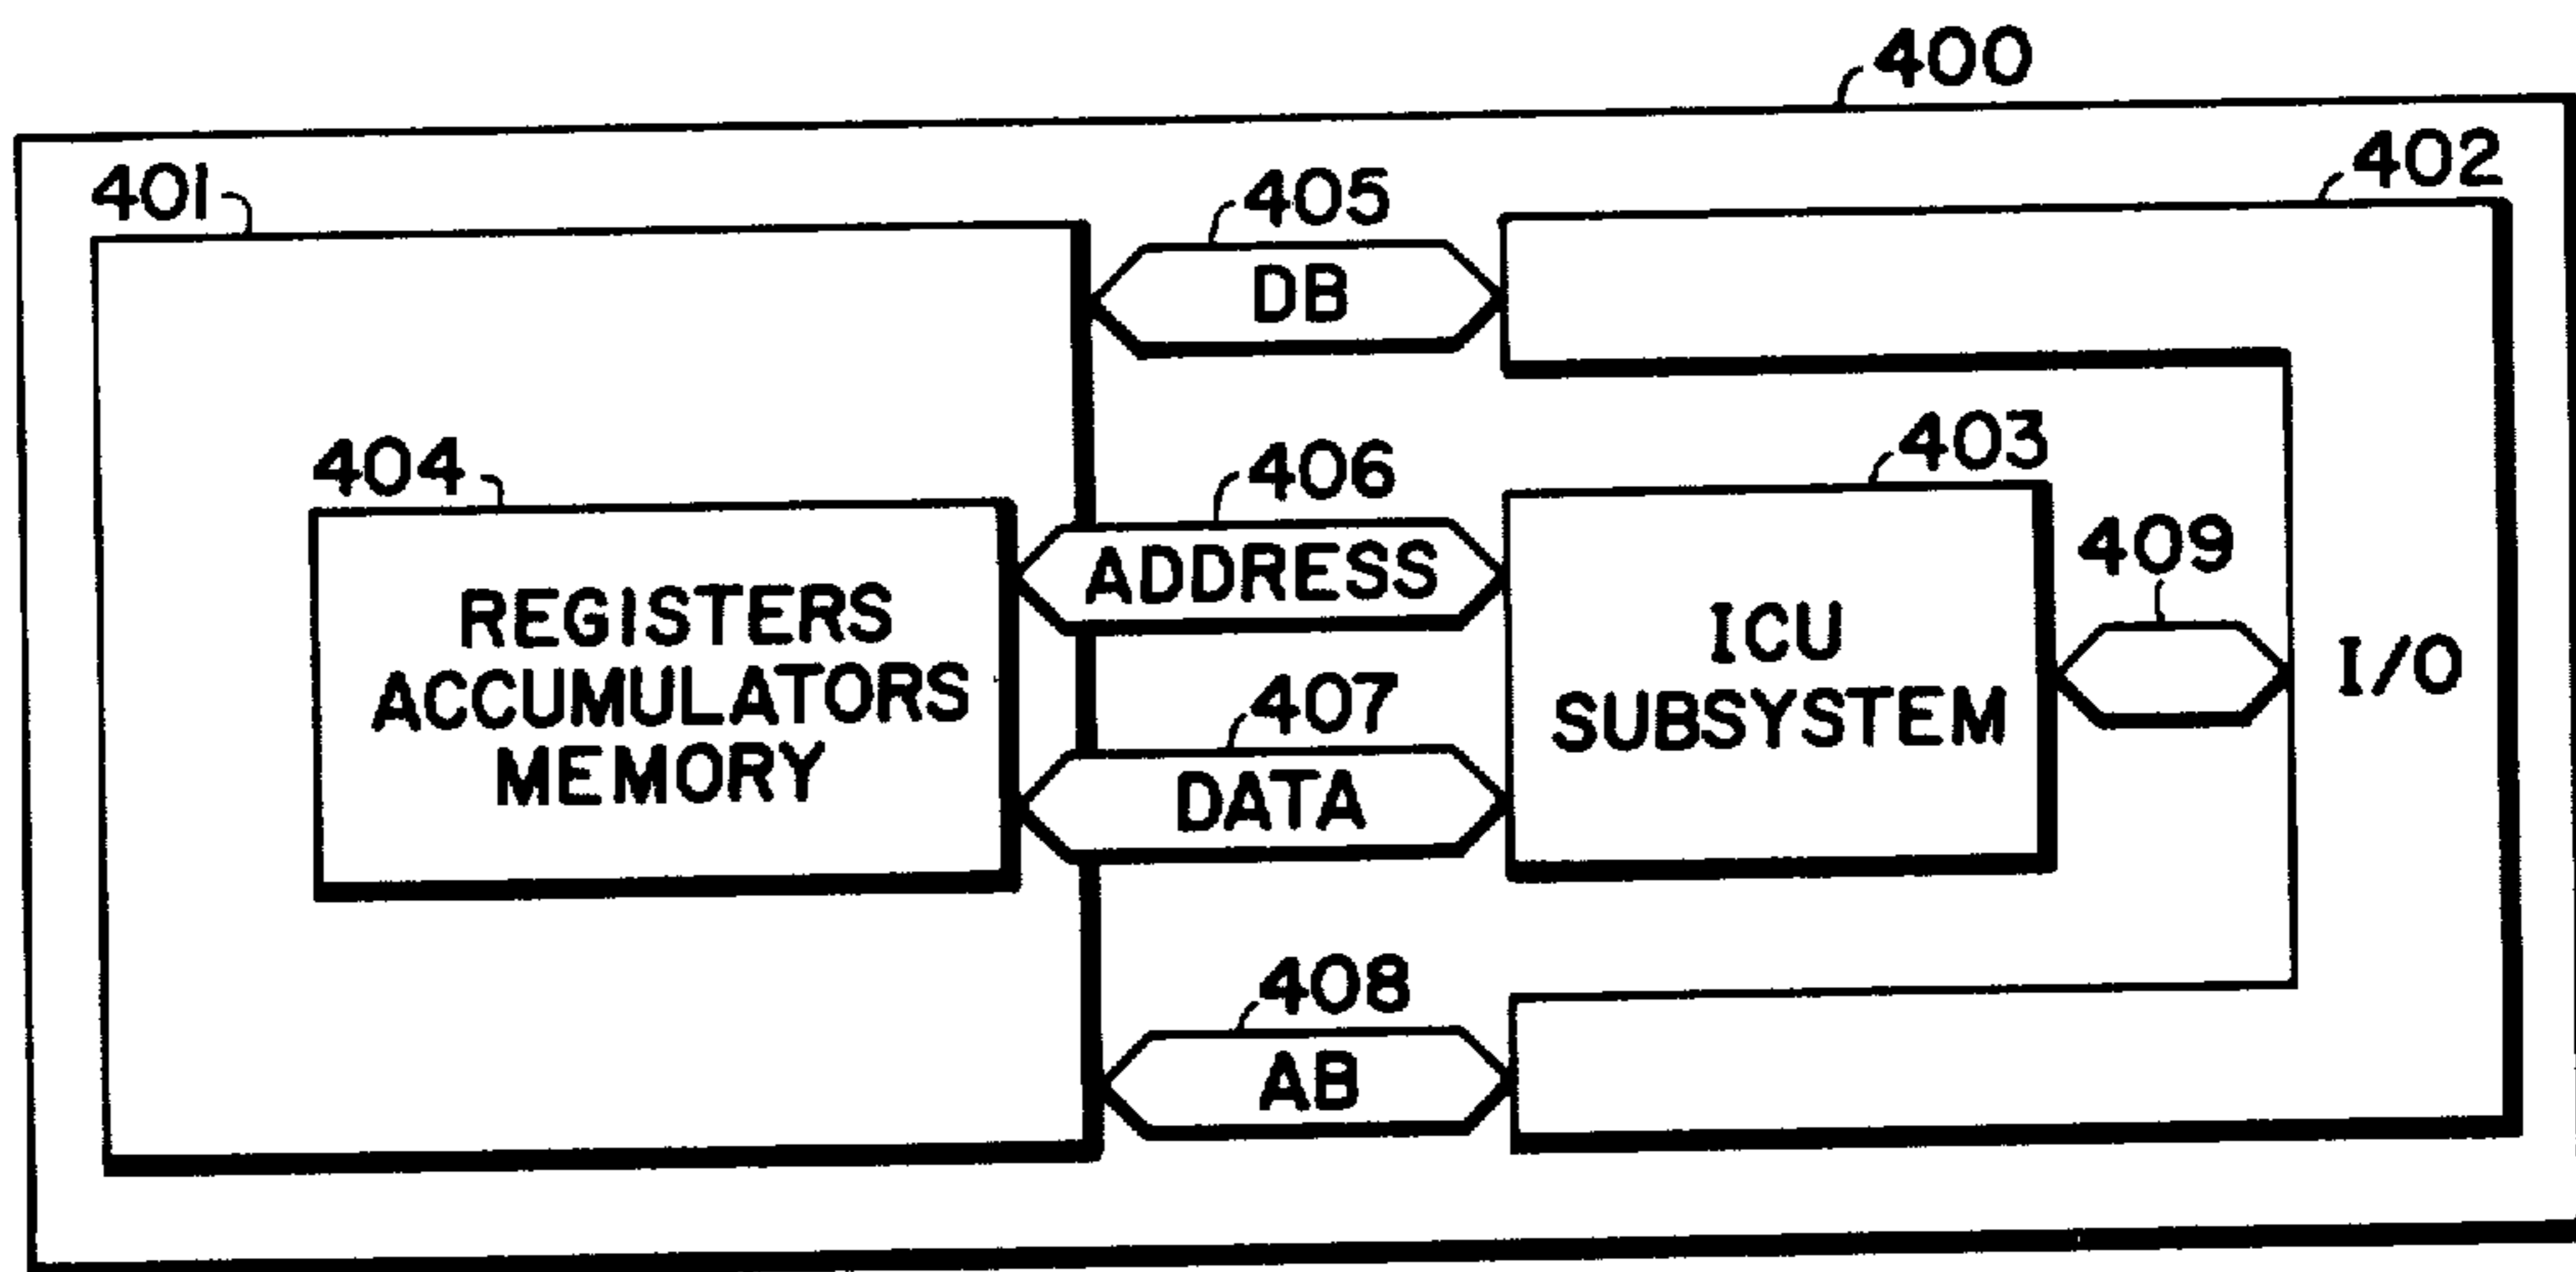 400
401
405
402
DB
404
406
403
409
REGISTERS
ACCUMULATORS
MEMORY
ADDRESS
ICU
SUBSYSTEM
I/O
407
DATA
408
AB